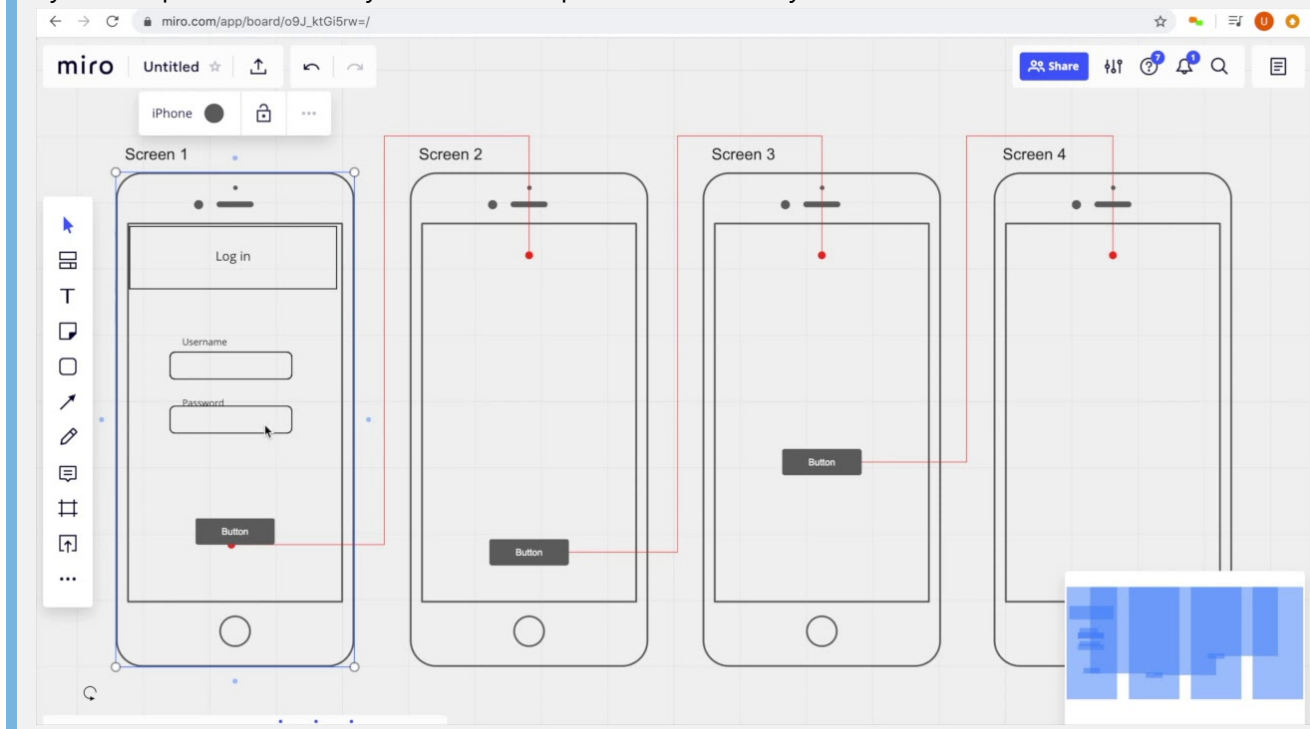 miro.com/app/board/o9J_ktGi5rw=/
U
miro
Untitled
Share
7
iPhone
Screen 1
Screen 2
Screen 3
Screen 4
Log in
Username
Password
Button
Button
Button
T